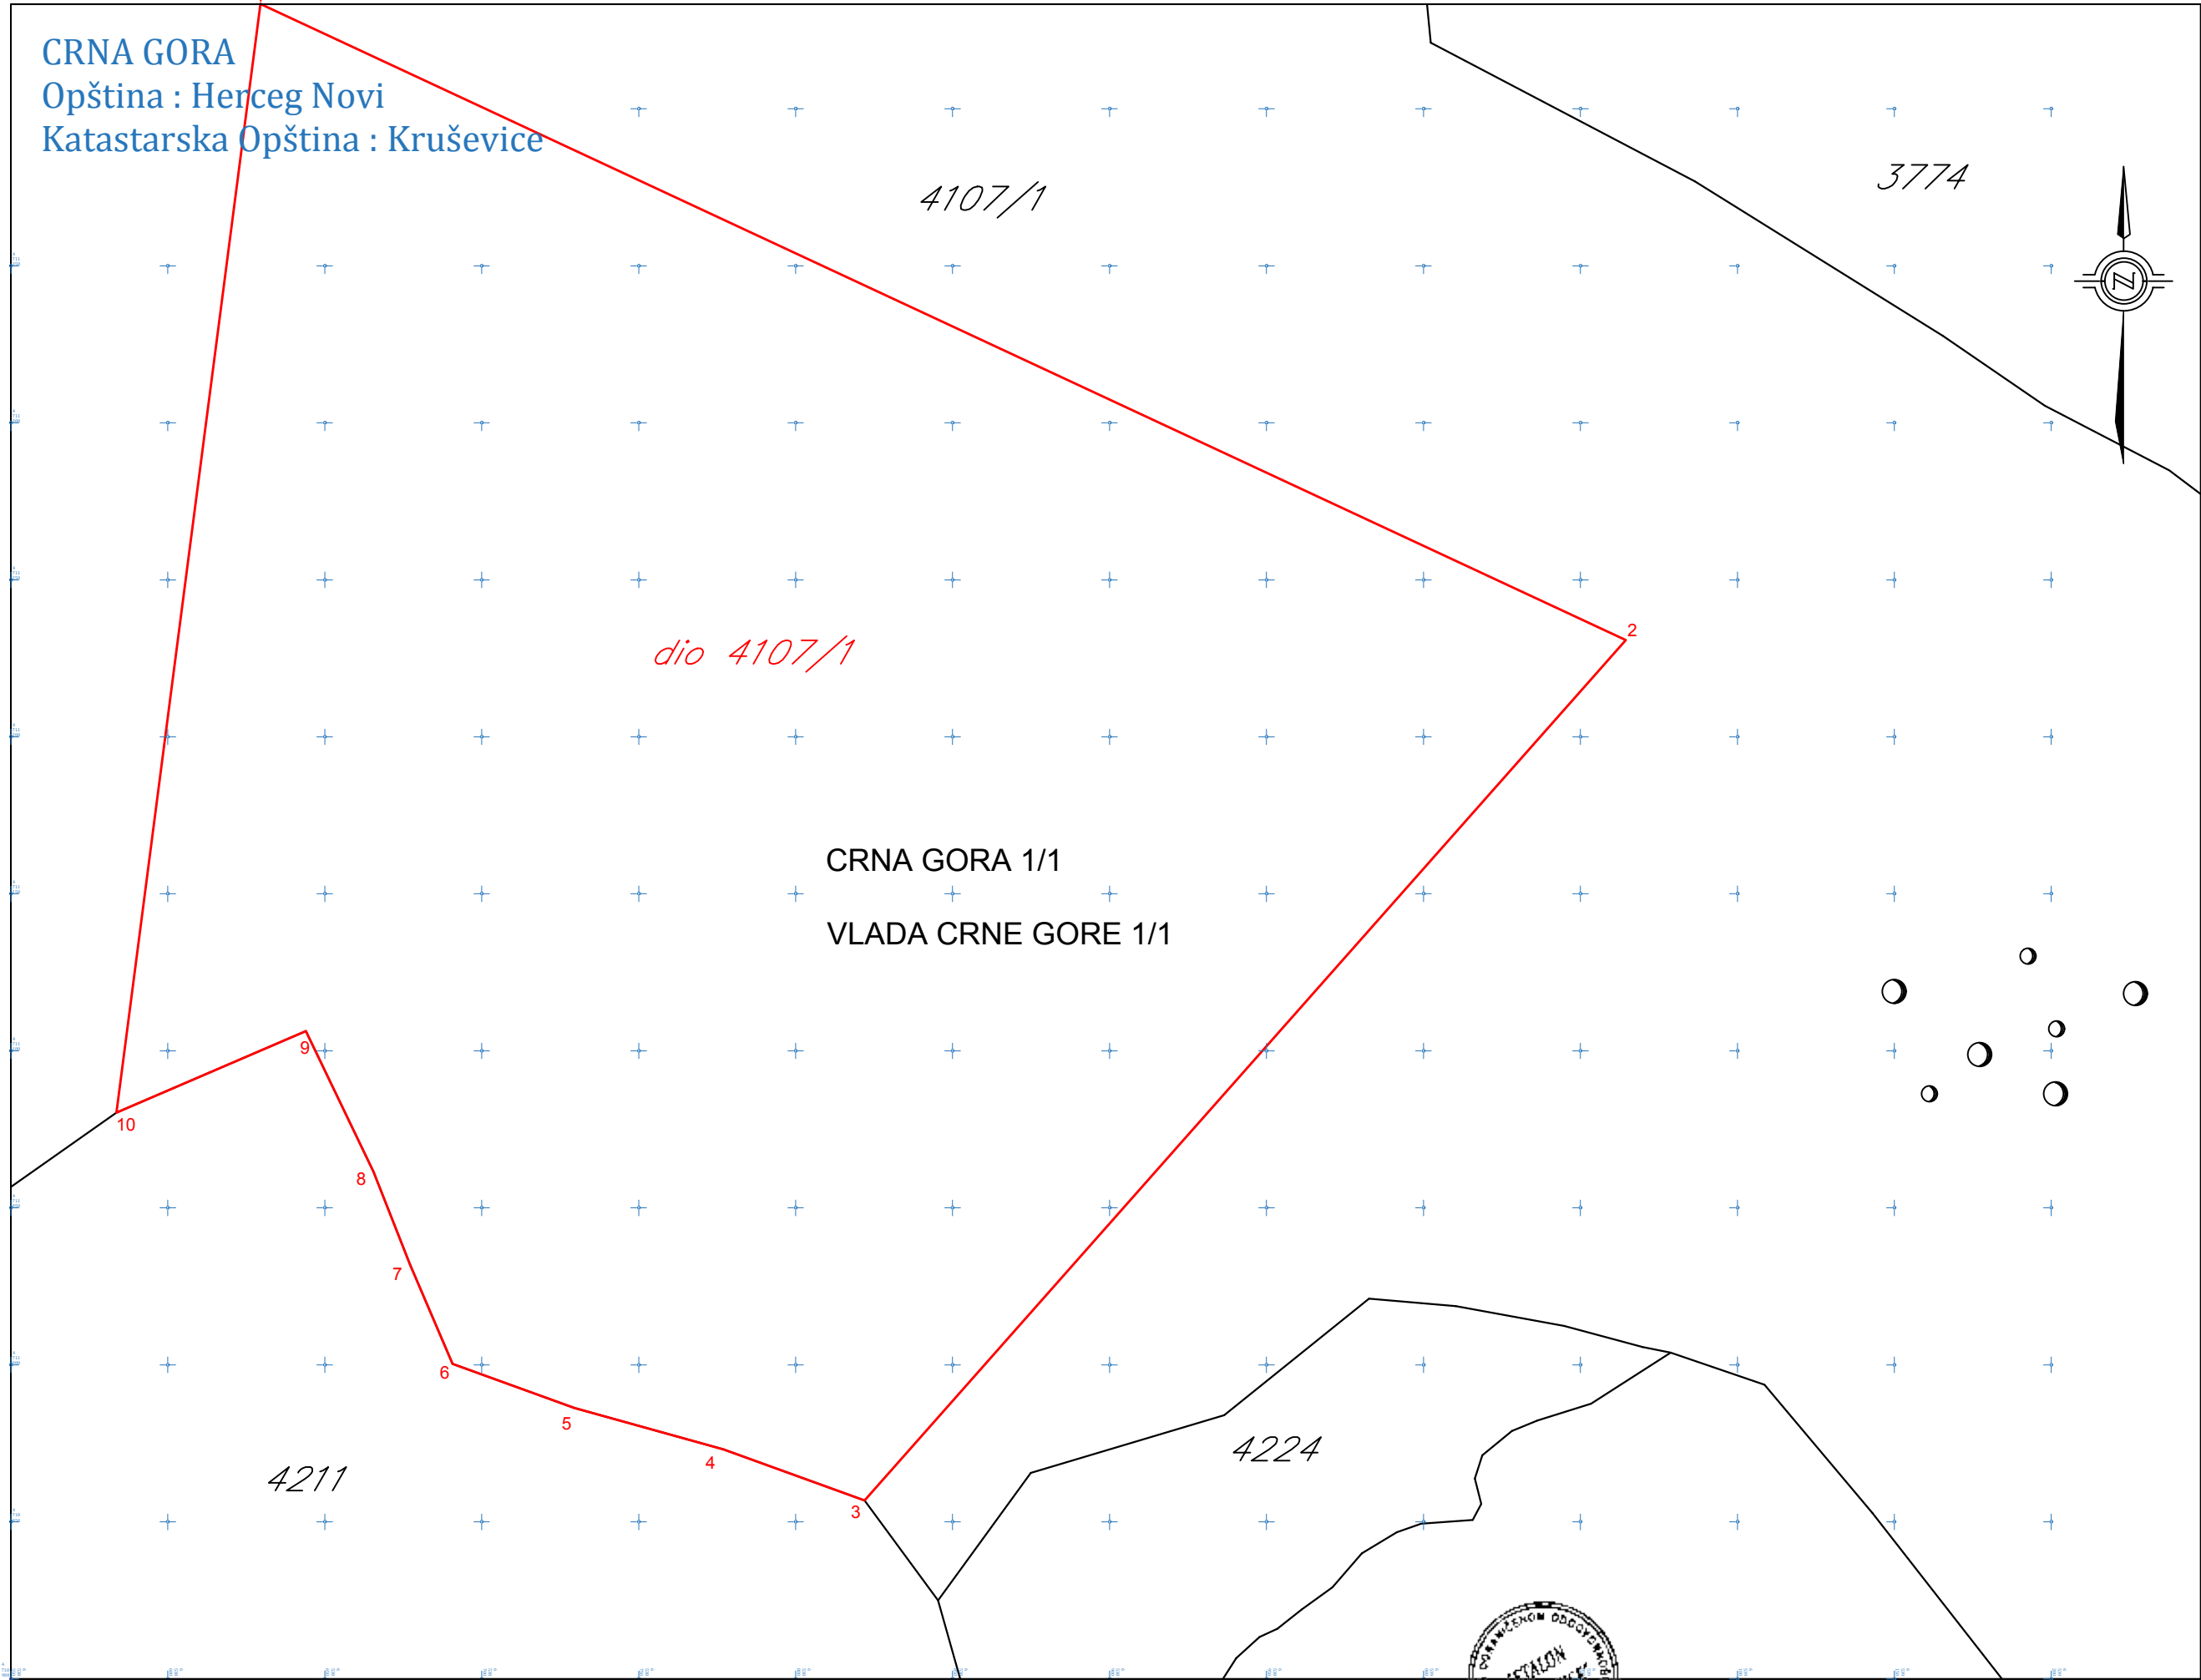 CRNA GORA
Opština : Herceg Novi
Katastarska Opština : Kruševice
4107/1
3774
N
2
dio 4107/1
CRNA GORA 1/1
VLADA CRNE GORE 1/1
9
10
8
7
6
5
4
3
4224
4211